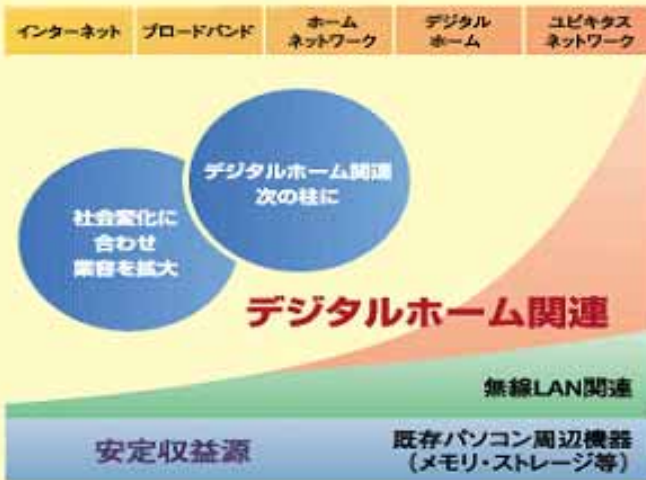 インターネット
ブロードバンド
ホーム
ネットワーク
デジタル
ホーム
ユビキタス
ネットワーク
デジタルホーム関連
次の柱に
社会変化に
合わせ
業容を拡大
デジタルホーム関連
無線LAN関連
安定収益源
既存パソコン周辺機器
（メモリ・ストレージ等）